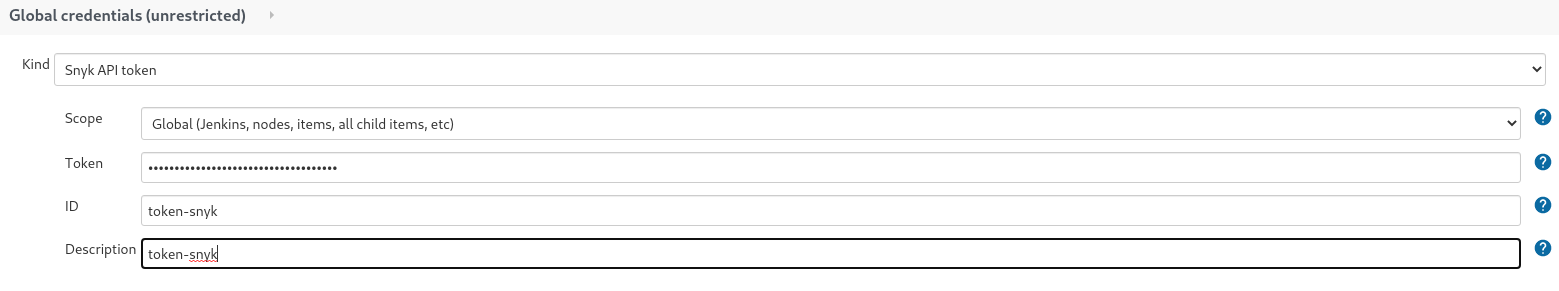 Global credentials (unrestricted)
Kind Snyk API token
Scope Global (Jenkins, nodes, items, all child items, etc)
Token ••••••••••••••••••••••••••••••••••••
ID token-snyk
Description token-snyk